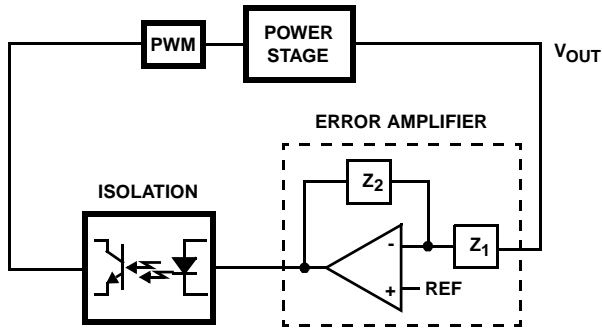 PWM
POWER
STAGE
VOUT
ERROR AMPLIFIER
ISOLATION
Z2
-
Z1
+
REF